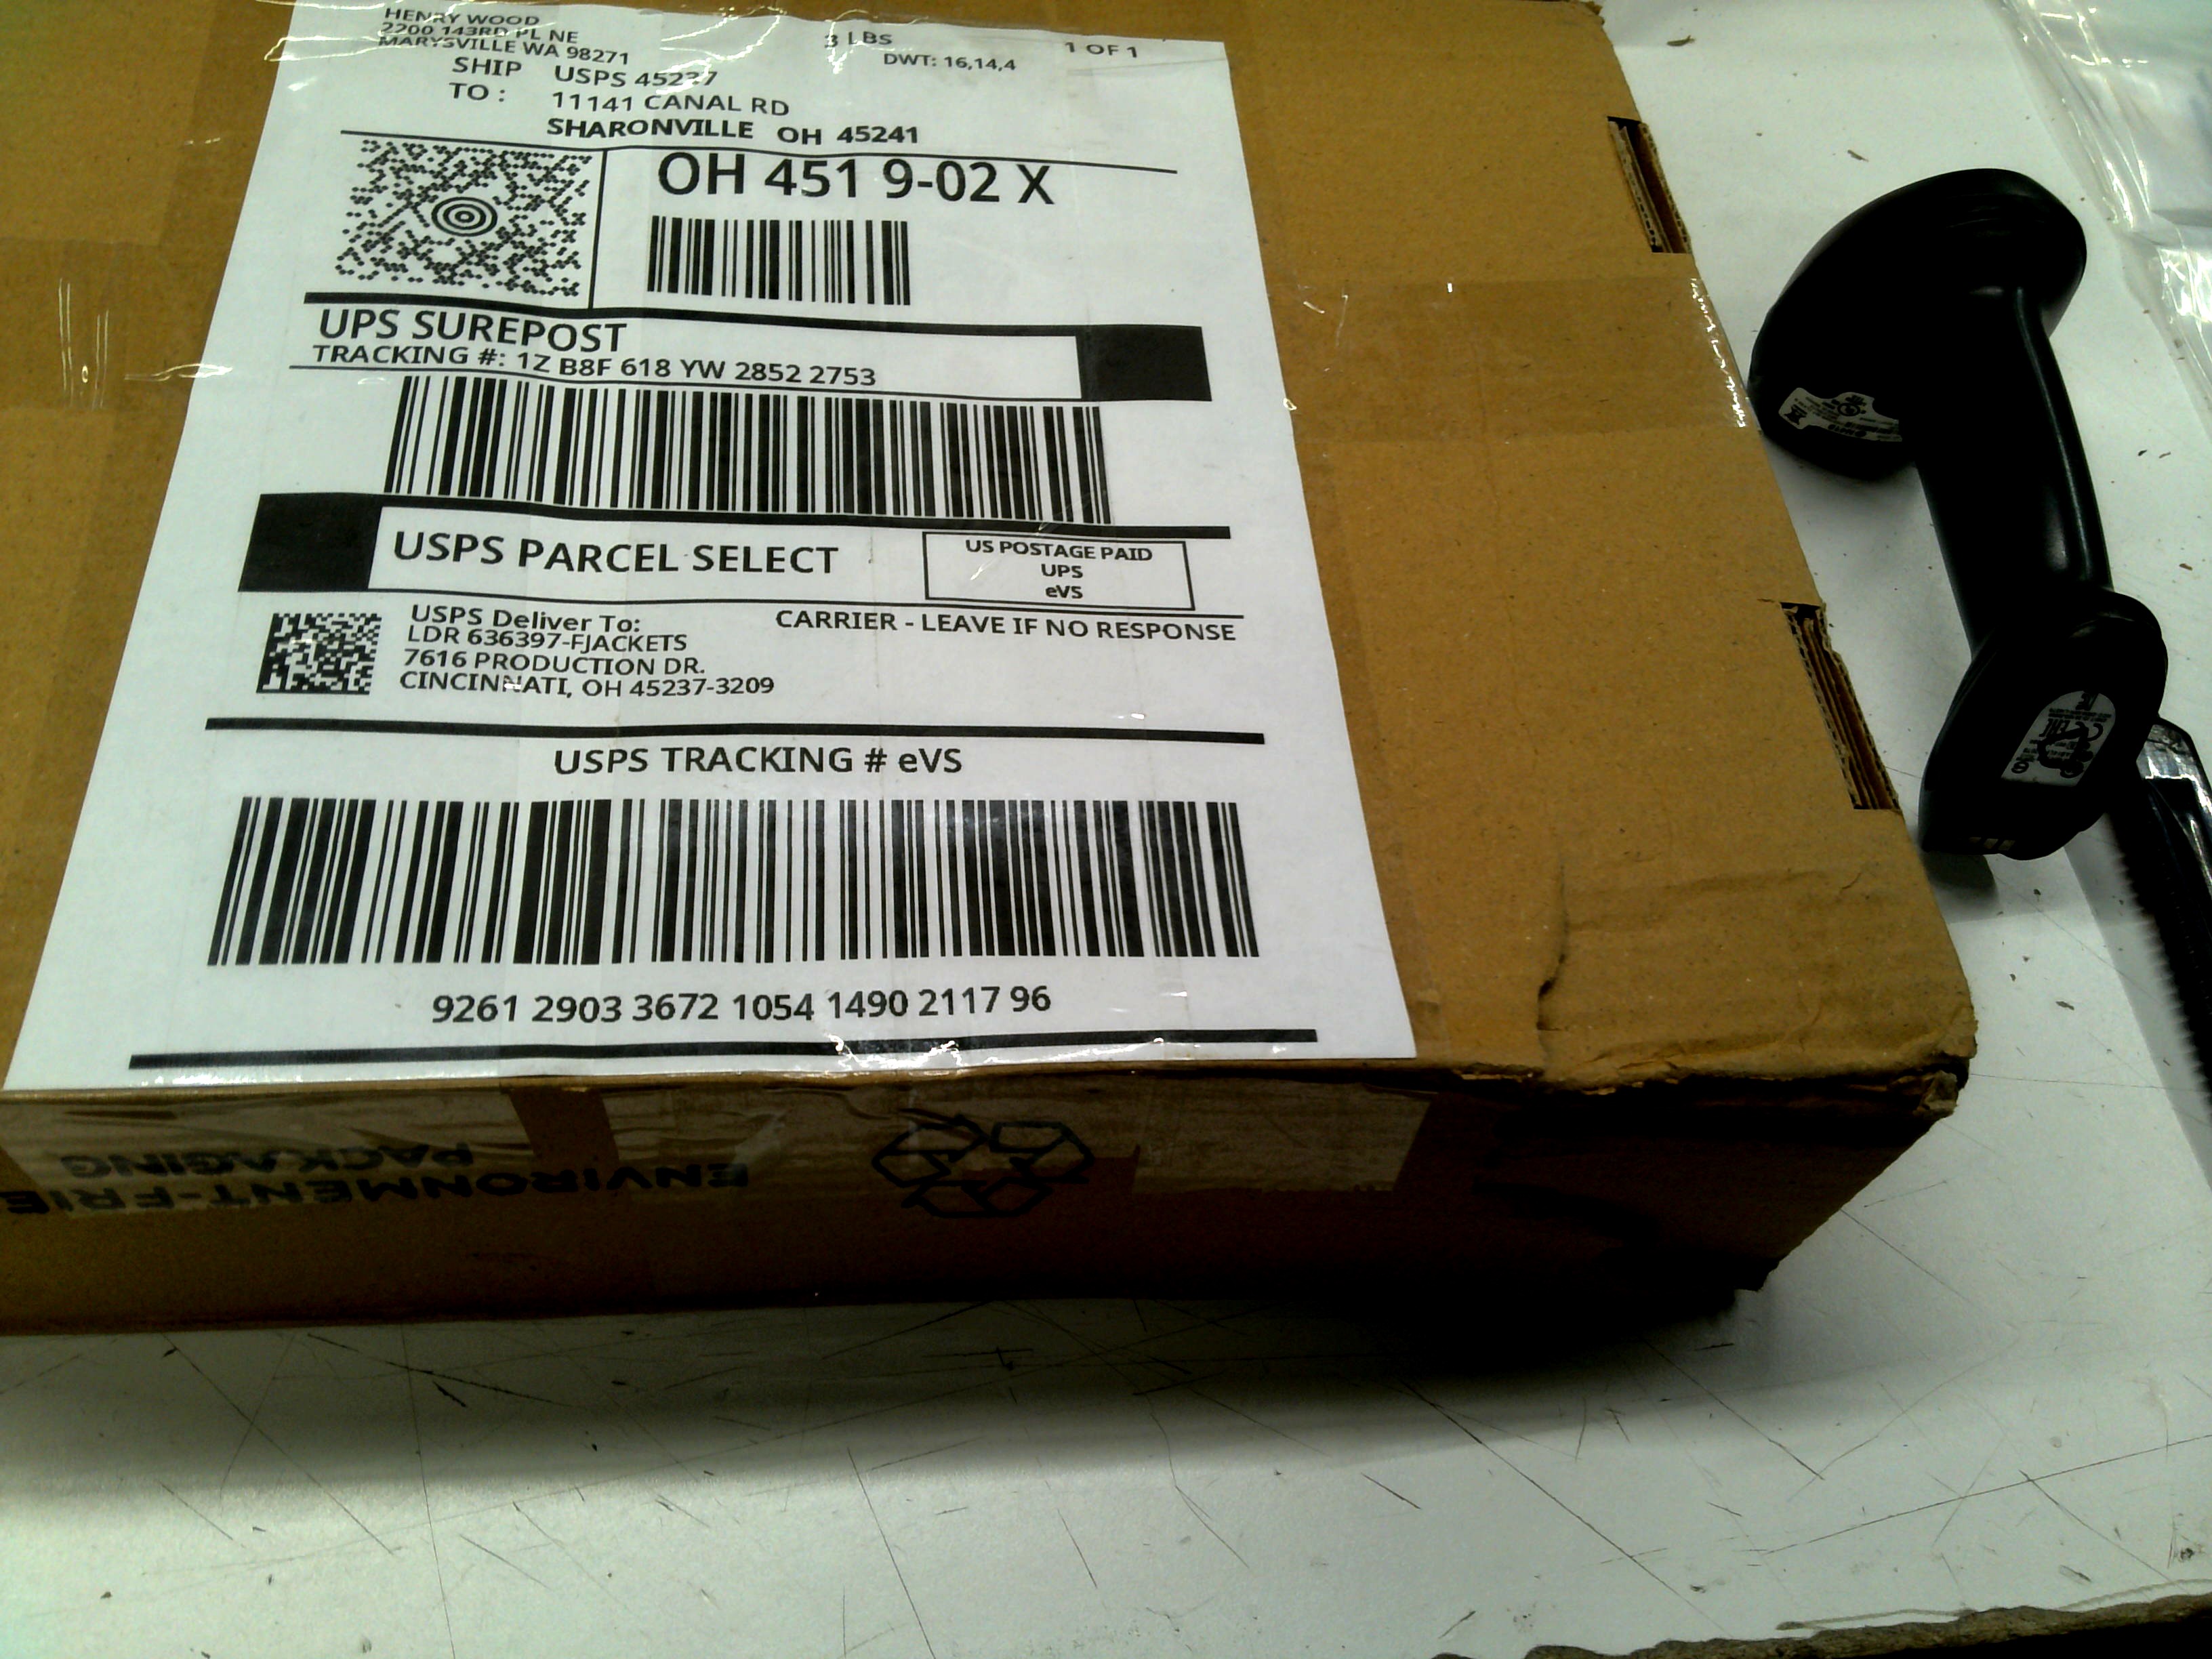 HENRY WOOD
2200 143RD PL NE
MARYSVILLE WA 98271
3 LBS
1 OF 1
DWT: 16,14,4
SHIP TO :
USPS 45237
11141 CANAL RD
SHARONVILLE OH 45241
OH 451 9-02 X
UPS SUREPOST
TRACKING #: 1Z B8F 618 YW 2852 2753
USPS PARCEL SELECT
US POSTAGE PAID
UPS
eVS
USPS Deliver To:
CARRIER - LEAVE IF NO RESPONSE
LDR 636397-FJACKETS
7616 PRODUCTION DR.
CINCINNATI, OH 45237-3209
USPS TRACKING # eVS
9261 2903 3672 1054 1490 2117 96
ENVIRONMENT-FRIE
PACKAGING